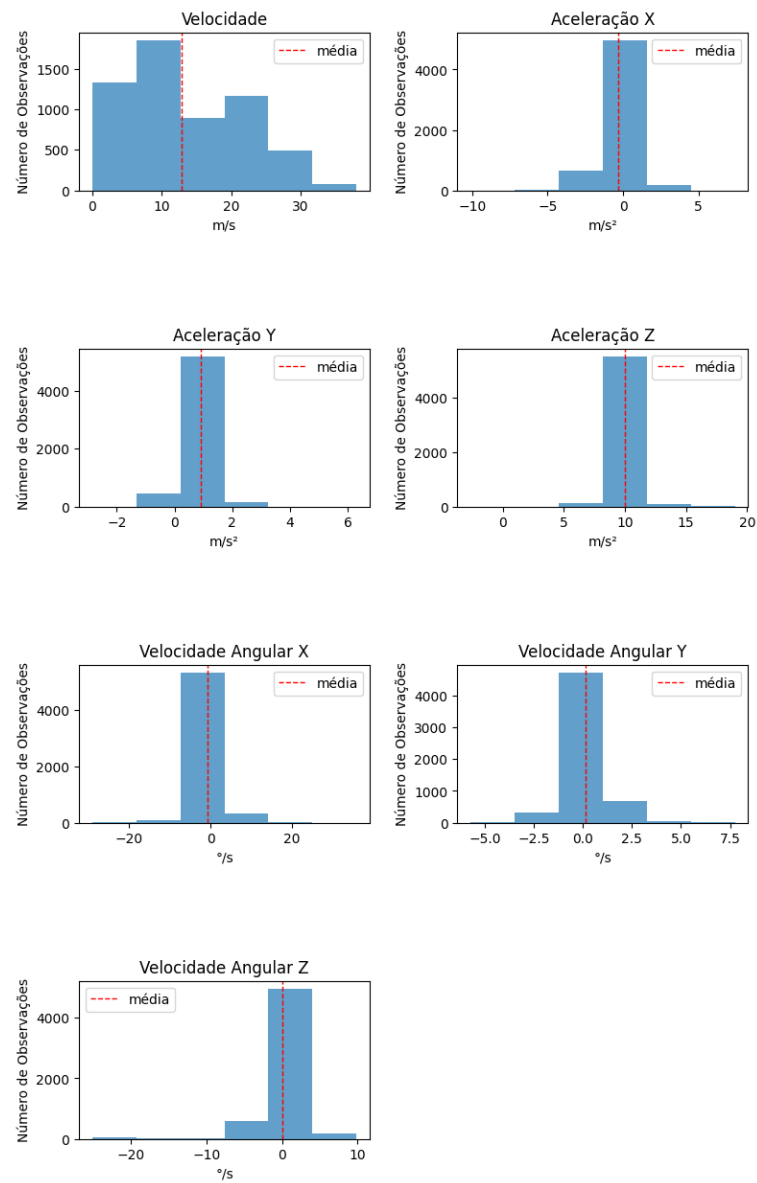 Velocidade
Número de Observações
1500
1000
500
0
média
0 10 20 30
m/s
Aceleração X
Número de Observações
4000
2000
0
média
−10 −5 0 5
m/s²
Aceleração Y
Número de Observações
4000
2000
0
média
−2 0 2 4 6
m/s²
Aceleração Z
Número de Observações
4000
2000
0
média
0 5 10 15 20
m/s²
Velocidade Angular X
Número de Observações
4000
2000
0
média
−20 0 20
°/s
Velocidade Angular Y
Número de Observações
4000
3000
2000
1000
0
média
−5.0 −2.5 0.0 2.5 5.0 7.5
°/s
Velocidade Angular Z
Número de Observações
4000
2000
0
média
−20 −10 0 10
°/s